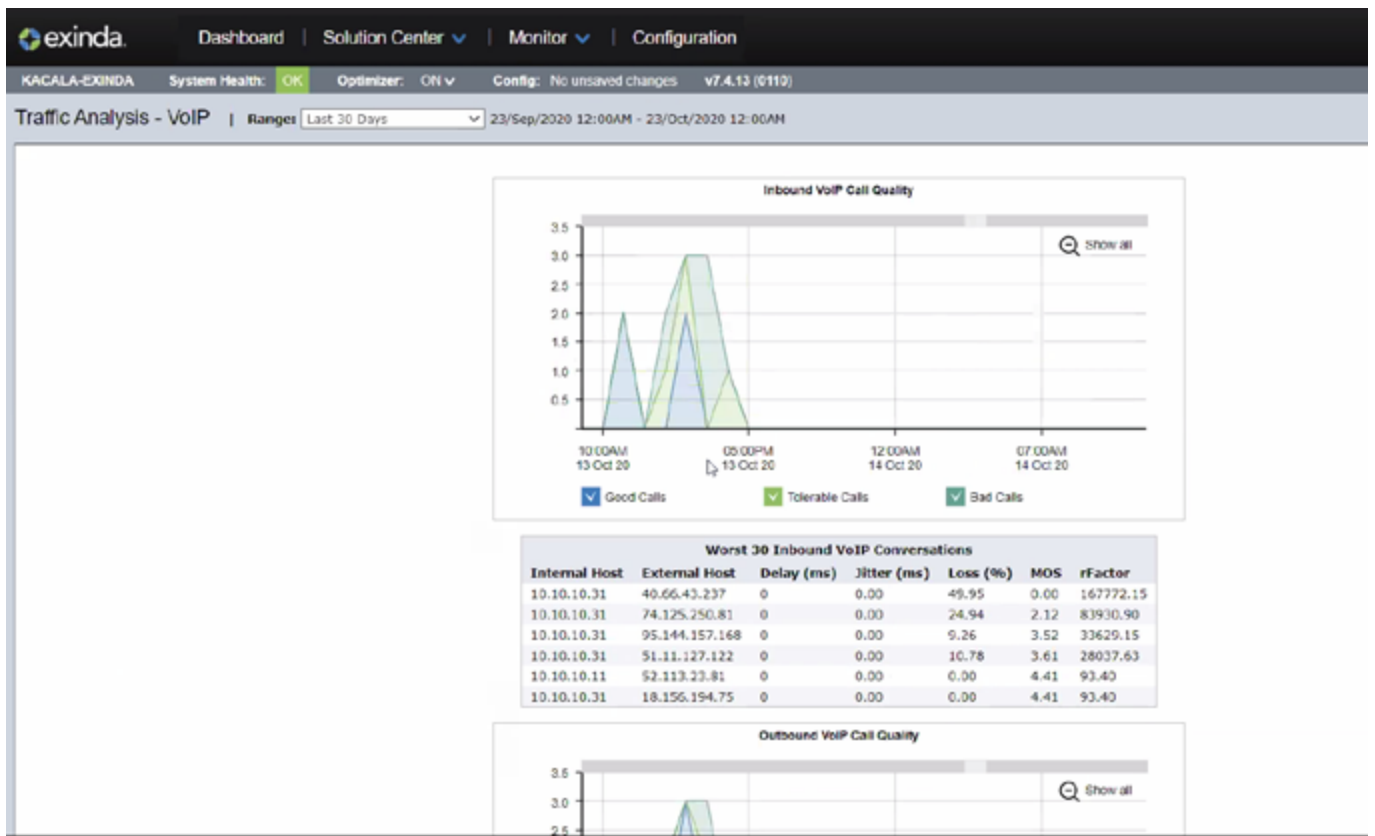 exinda. Dashboard | Solution Center | Monitor | Configuration
KACALA-EXINDA System Health: OK Optimizer: ON Config: No unsaved changes v7.4.13 (0110)
Traffic Analysis - VoIP | Range: Last 30 Days 23/Sep/2020 12:00AM - 23/Oct/2020 12:00AM
Inbound VoIP Call Quality
3.5
Show all
3.0
2.5
2.0
1.5
1.0
0.5
10:00AM 05:00PM 12:00AM 07:00AM
13 Oct 20 13 Oct 20 14 Oct 20 14 Oct 20
Good Calls Tolerable Calls Bad Calls
Worst 30 Inbound VoIP Conversations
Internal Host External Host Delay (ms) Jitter (ms) Loss (%) MOS rFactor
10.10.10.31 40.66.43.237 0 0.00 49.95 0.00 167772.15
10.10.10.31 74.125.250.81 0 0.00 24.94 2.12 83930.90
10.10.10.31 95.144.157.168 0 0.00 9.26 3.52 33629.15
10.10.10.31 51.11.127.122 0 0.00 10.78 3.61 28037.63
10.10.10.11 52.113.23.81 0 0.00 0.00 4.41 93.40
10.10.10.31 18.156.194.75 0 0.00 0.00 4.41 93.40
Outbound VoIP Call Quality
3.5
Show all
3.0
2.5